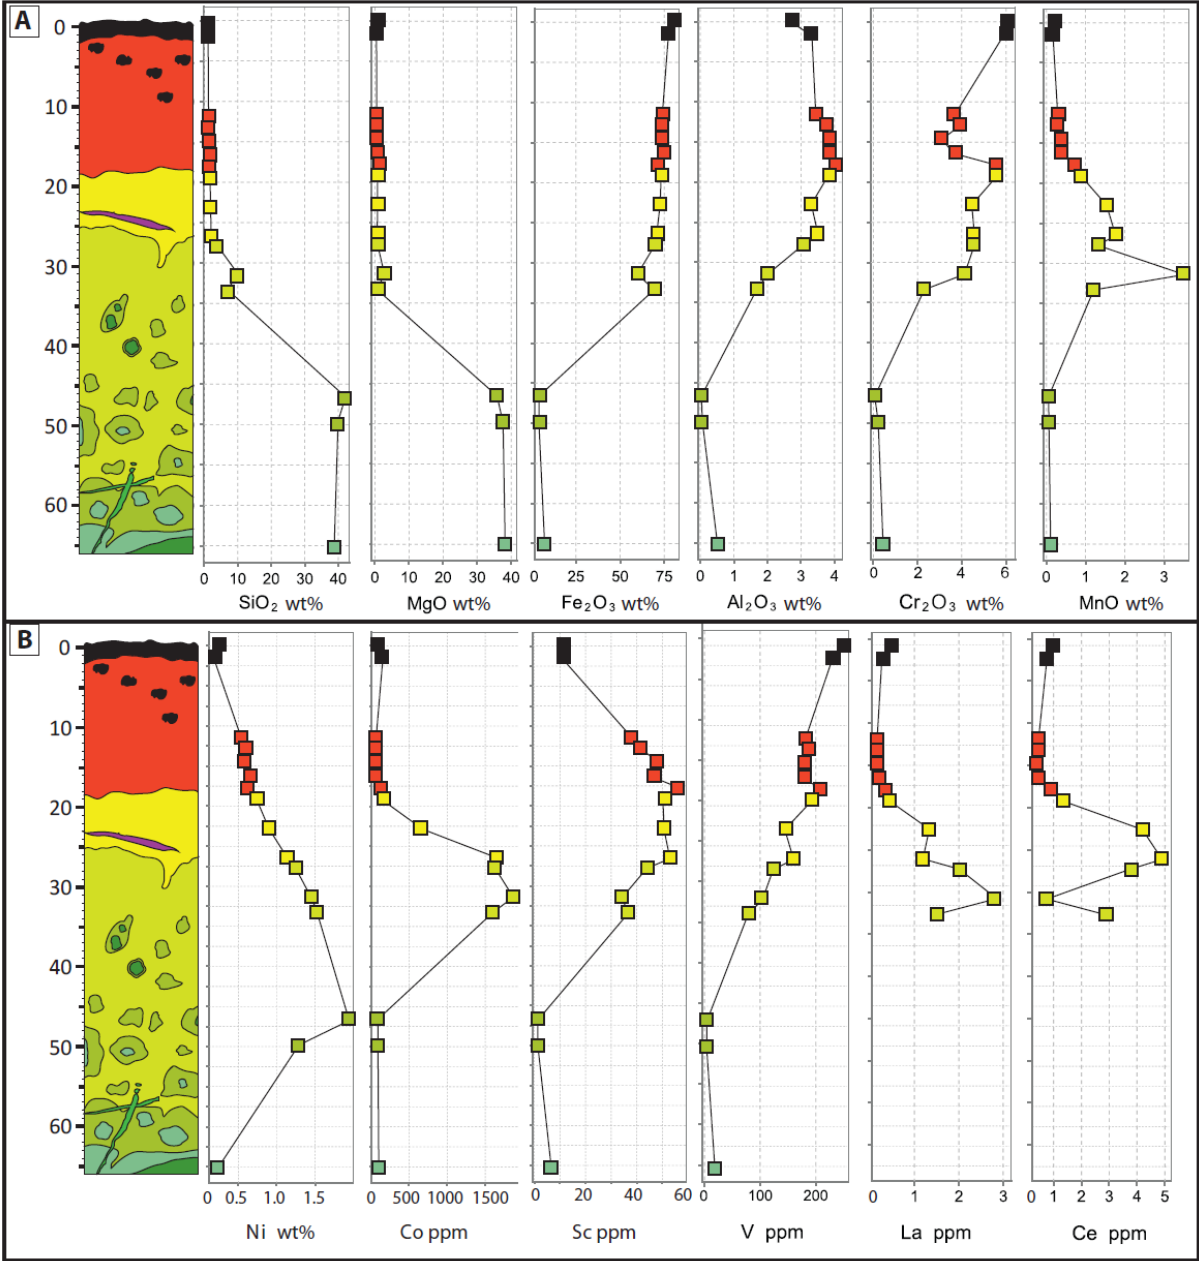 A
0
10
20
30
40
50
60
0 10 20 30 40
SiO₂ wt%
0 10 20 30 40
MgO wt%
0 25 50 75
Fe₂O₃ wt%
0 1 2 3 4
Al₂O₃ wt%
0 2 4 6
Cr₂O₃ wt%
0 1 2 3
MnO wt%
B
0
10
20
30
40
50
60
0 0.5 1.0 1.5
Ni wt%
0 500 1000 1500
Co ppm
0 20 40 60
Sc ppm
0 100 200
V ppm
0 1 2 3
La ppm
0 1 2 3 4 5
Ce ppm